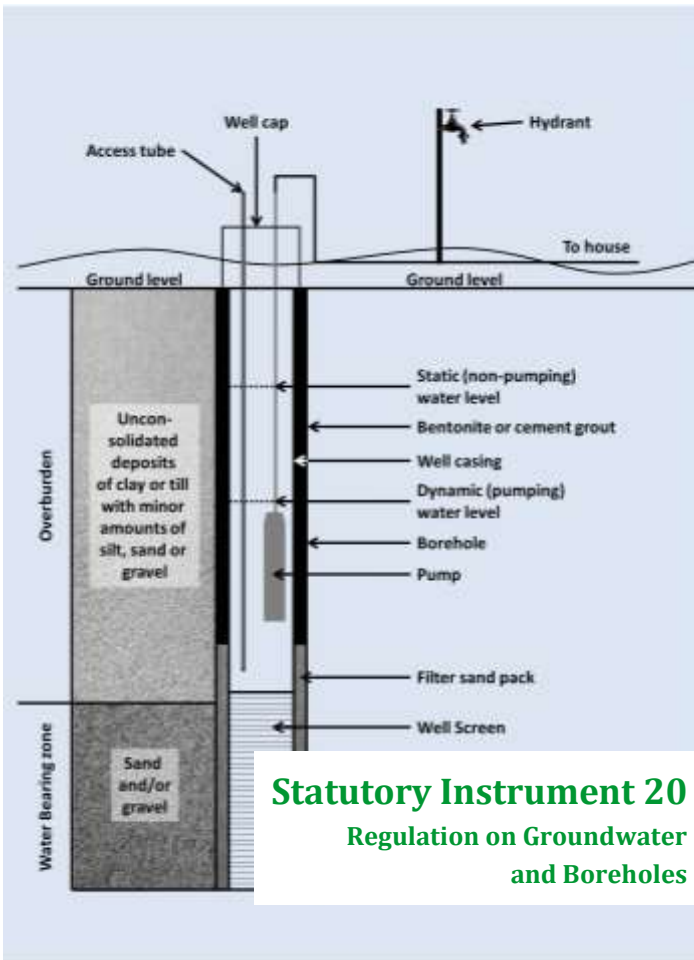 Well cap
Hydrant
Access tube
To house
Ground level
Ground level
Static (non-pumping)
water level
Uncon-
solidated
deposits
of clay or till
with minor
amounts of
silt, sand or
gravel
Bentonite or cement grout
Well casing
Dynamic (pumping)
water level
Overburden
Borehole
Pump
Filter sand pack
Well Screen
Water Bearing zone
Sand
and/or
gravel
Statutory Instrument 20
Regulation on Groundwater
and Boreholes